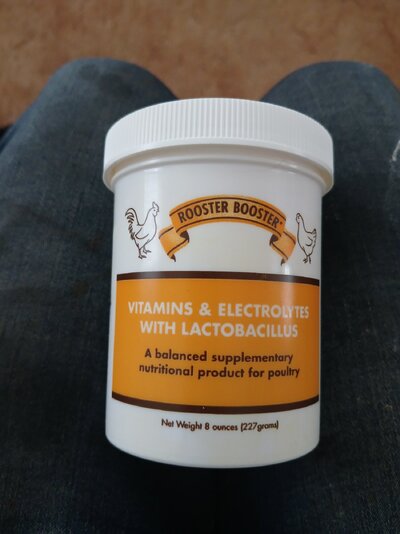 ROOSTER BOOSTER
VITAMINS & ELECTROLYTES
WITH LACTOBACILLUS
A balanced supplementary
nutritional product for poultry
Net Weight 8 ounces (227grams)